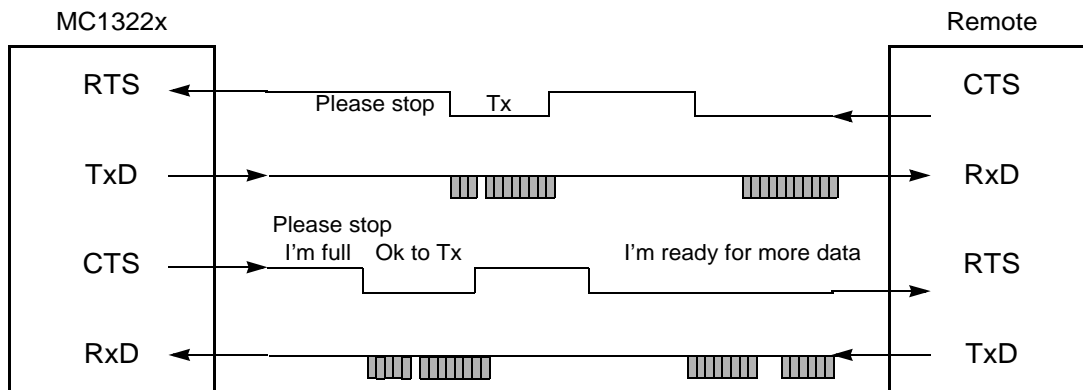 MC1322x
Remote
RTS
CTS
Please stop
Tx
TxD
RxD
Please stop
I'm full
Ok to Tx
I'm ready for more data
CTS
RTS
RxD
TxD